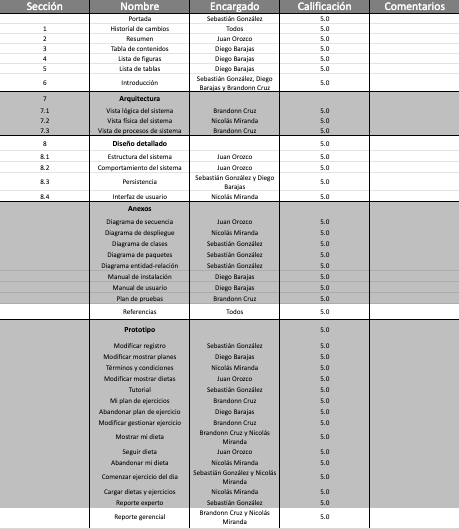 Sección Nombre Encargado Calificación Comentarios
Portada Sebastián González 5.0
1 Historial de cambios Todos 5.0
2 Resumen Juan Orozco 5.0
3 Tabla de contenidos Diego Barajas 5.0
4 Lista de figuras Diego Barajas 5.0
5 Lista de tablas Diego Barajas 5.0
6 Introducción Sebastián González, Diego Barajas y Brandonn Cruz 5.0
7 Arquitectura
7.1 Vista lógica del sistema Brandonn Cruz 5.0
7.2 Vista física del sistema Nicolás Miranda 5.0
7.3 Vista de procesos de sistema Brandonn Cruz 5.0
8 Diseño detallado 5.0
8.1 Estructura del sistema Juan Orozco 5.0
8.2 Comportamiento del sistema Juan Orozco 5.0
8.3 Persistencia Sebastián González y Diego Barajas 5.0
8.4 Interfaz de usuario Nicolás Miranda 5.0
Anexos 5.0
Diagrama de secuencia Juan Orozco 5.0
Diagrama de despliegue Nicolás Miranda 5.0
Diagrama de clases Sebastián González 5.0
Diagrama de paquetes Sebastián González 5.0
Diagrama entidad-relación Sebastián González 5.0
Manual de instalación Diego Barajas 5.0
Manual de usuario Diego Barajas 5.0
Plan de pruebas Brandonn Cruz 5.0
Referencias Todos 5.0
Prototipo 5.0
Modificar registro Sebastián González 5.0
Modificar mostrar planes Diego Barajas 5.0
Términos y condiciones Nicolás Miranda 5.0
Modificar mostrar dietas Juan Orozco 5.0
Tutorial Sebastián González 5.0
Mi plan de ejercicios Brandonn Cruz 5.0
Abandonar plan de ejercicio Diego Barajas 5.0
Modificar gestionar ejercicio Brandonn Cruz 5.0
Mostrar mi dieta Brandonn Cruz y Nicolás Miranda 5.0
Seguir dieta Juan Orozco 5.0
Abandonar mi dieta Nicolás Miranda 5.0
Comenzar ejercicio del día Sebastián González y Nicolás Miranda 5.0
Cargar dietas y ejercicios Nicolás Miranda 5.0
Reporte experto Sebastián González 5.0
Reporte gerencial Brandonn Cruz y Nicolás Miranda 5.0